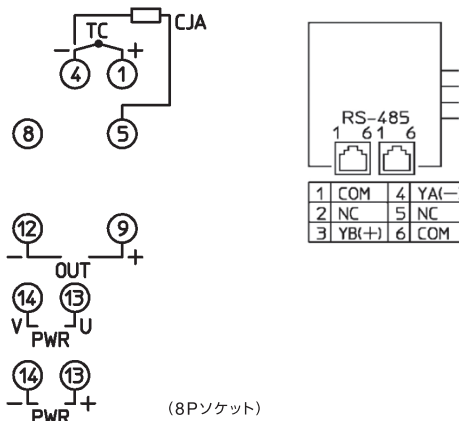 CJA
TC
- +
4 1
8 5
12 9
- OUT +
14 13
V PWR U
14 13
- PWR +
(8Pソケット)
RS-485
1 6 1 6
1 COM 4 YA(-)
2 NC 5 NC
3 YB(+) 6 COM